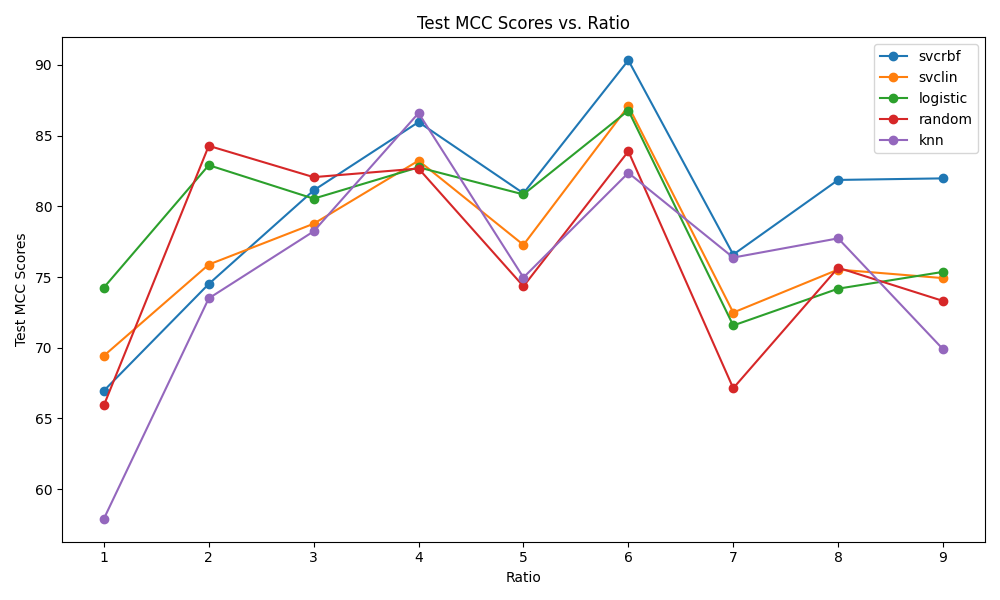 Test MCC Scores vs. Ratio
svcrbf
svclin
logistic
random
knn
Test MCC Scores
90
85
80
75
70
65
60
1 2 3 4 5 6 7 8 9
Ratio